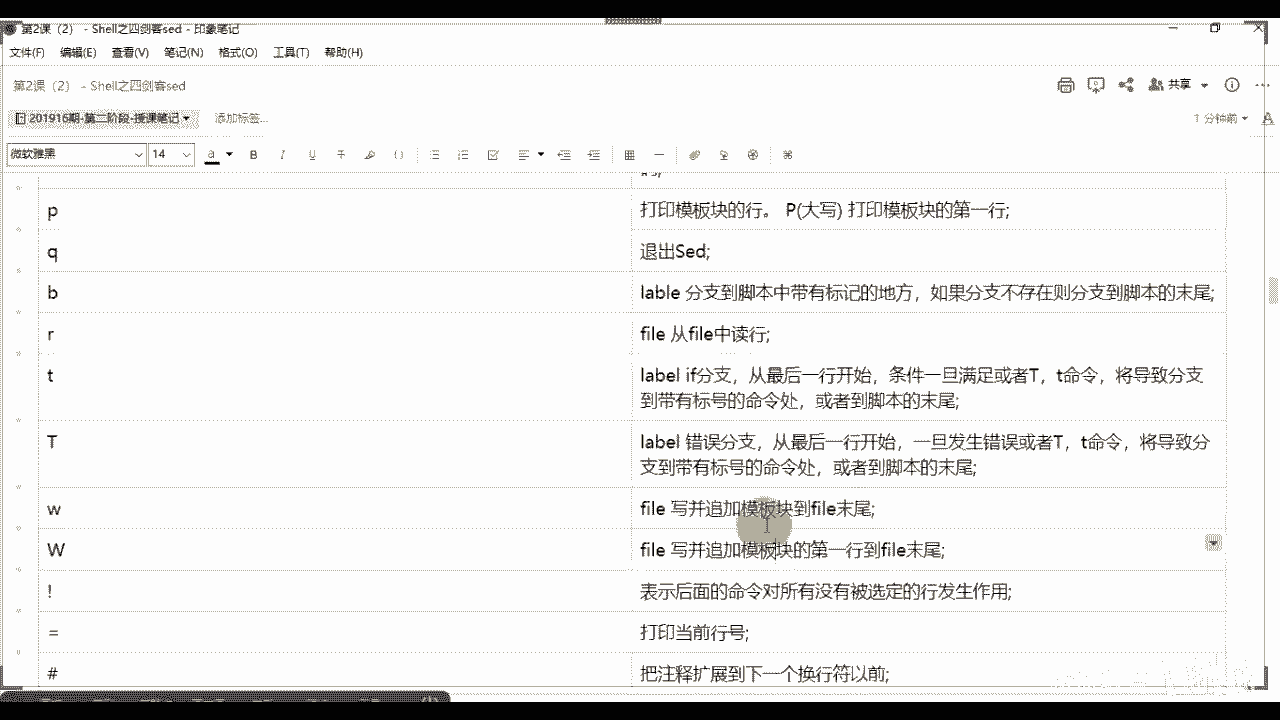 第2课（2） - Shell之四剑客sed - 印象笔记
文件(F) 编辑(E) 查看(V) 笔记(N) 格式(O) 工具(T) 帮助(H)
第2课（2） - Shell之四剑客sed
共享
201916期-第二阶段-授课笔记 添加标签...
1 分钟前
微软雅黑 14
p 打印模板块的行。 P(大写) 打印模板块的第一行;
q 退出Sed;
b lable 分支到脚本中带有标记的地方，如果分支不存在则分支到脚本的末尾;
r file 从file中读行;
t label if分支，从最后一行开始，条件一旦满足或者T，t命令，将导致分支
到带有标号的命令处，或者到脚本的末尾;
T label 错误分支，从最后一行开始，一旦发生错误或者T，t命令，将导致分
支到带有标号的命令处，或者到脚本的末尾;
w file 写并追加模板块到file末尾;
W file 写并追加模板块的第一行到file末尾;
! 表示后面的命令对所有没有被选定的行发生作用;
= 打印当前行号;
# 把注释扩展到下一个换行符以前;